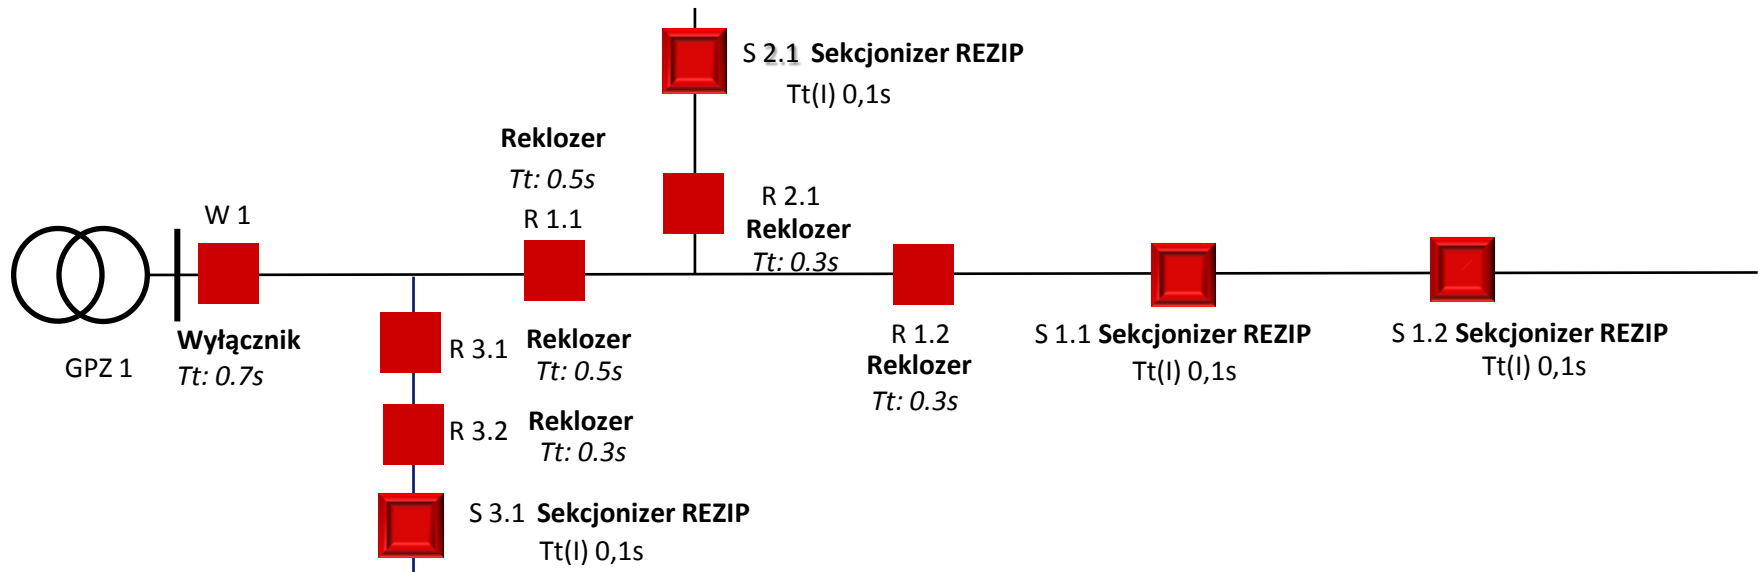 S 2.1 Sekcjonizer REZIP
Tt(I) 0,1s
Reklozer
Tt: 0.5s
R 1.1
R 2.1
Reklozer
Tt: 0.3s
W 1
Wyłącznik
Tt: 0.7s
GPZ 1
R 3.1 Reklozer
Tt: 0.5s
R 3.2 Reklozer
Tt: 0.3s
S 3.1 Sekcjonizer REZIP
Tt(I) 0,1s
R 1.2
Reklozer
Tt: 0.3s
S 1.1 Sekcjonizer REZIP
Tt(I) 0,1s
S 1.2 Sekcjonizer REZIP
Tt(I) 0,1s